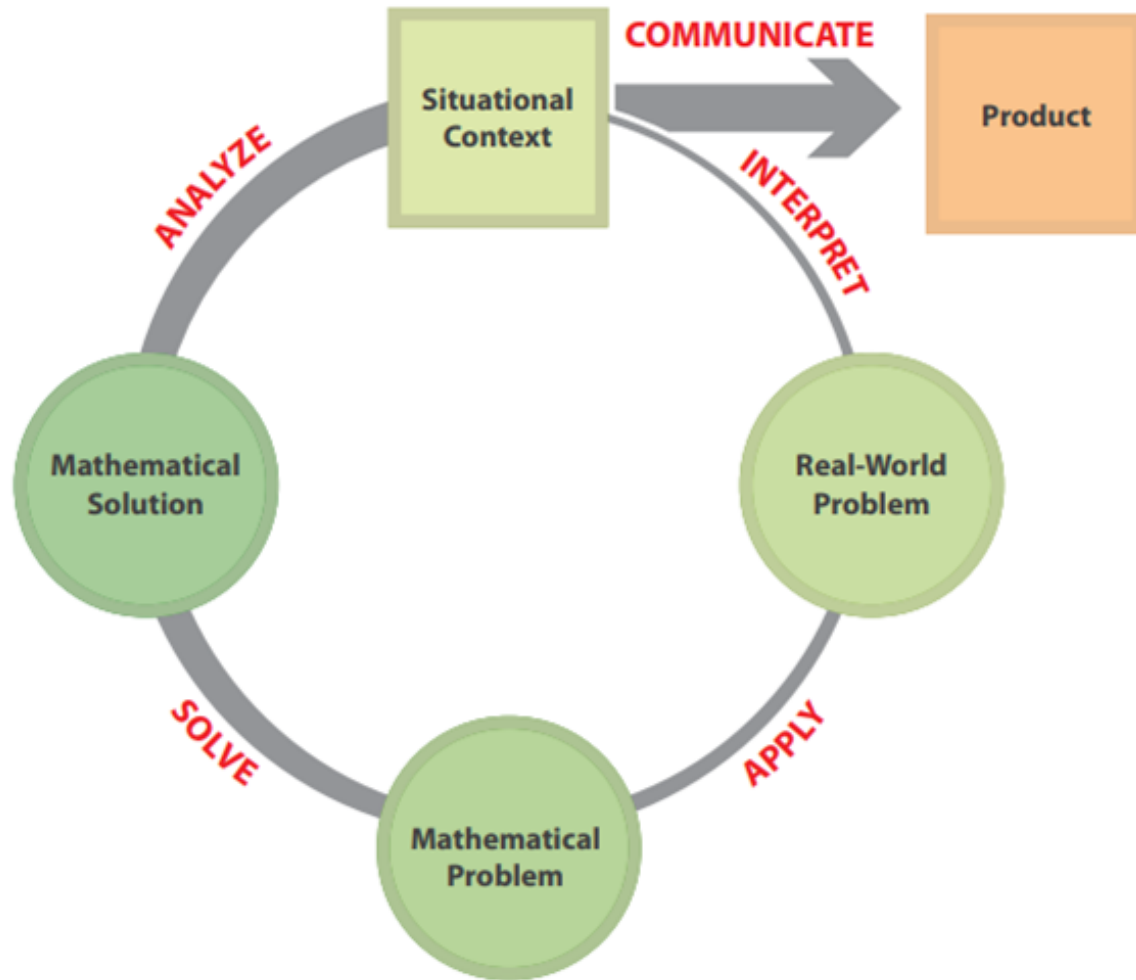 COMMUNICATE
Situational
Context
Product
INTERPRET
ANALYZE
Real-World
Problem
Mathematical
Solution
APPLY
SOLVE
Mathematical
Problem